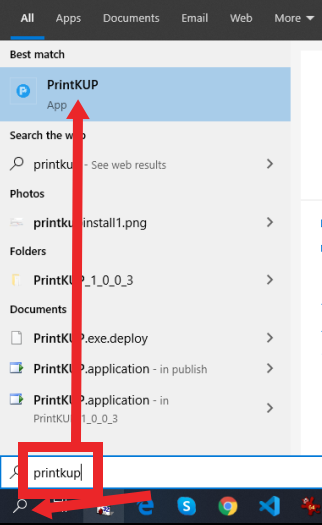 All Apps Documents Email Web More
Best match
PrintKUP
App
Search the web
printkup - See web results
Photos
printkupinstall1.png
Folders
PrintKUP_1_0_0_3
Documents
PrintKUP.exe.deploy
PrintKUP.application - in publish
PrintKUP.application - in
PrintKUP_1_0_0_3
printkup